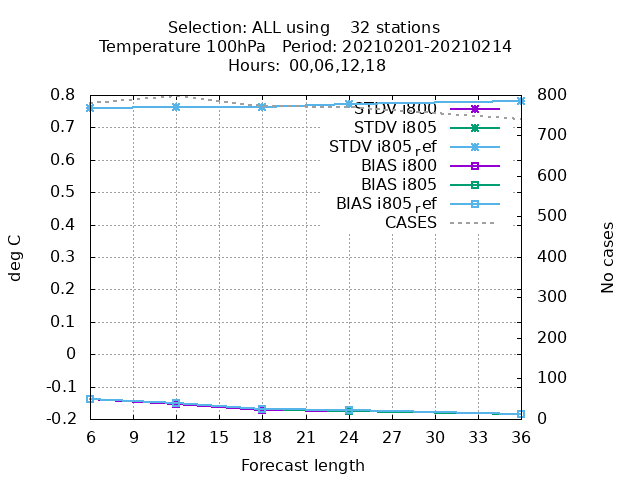 Selection: ALL using    32 stations
Temperature 100hPa   Period: 20210201-20210214
Hours: 00,06,12,18
0.8
0.7
0.6
0.5
0.4
0.3
0.2
0.1
0
-0.1
-0.2
deg C
STDV i800
STDV i805
STDV i805ref
BIAS i800
BIAS i805
BIAS i805ref
CASES
800
700
600
500
400
300
200
100
0
No cases
6 9 12 15 18 21 24 27 30 33 36
Forecast length